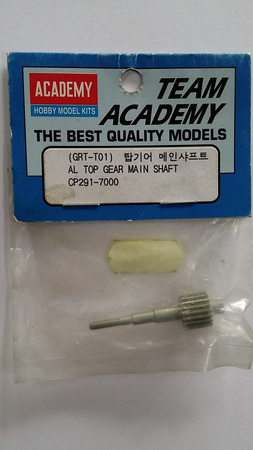 ACADEMY
HOBBY MODEL KITS
TEAM
ACADEMY
THE BEST QUALITY MODELS
(GRT-T01) 탑기어 메인샤프트
AL TOP GEAR MAIN SHAFT
CP291-7000